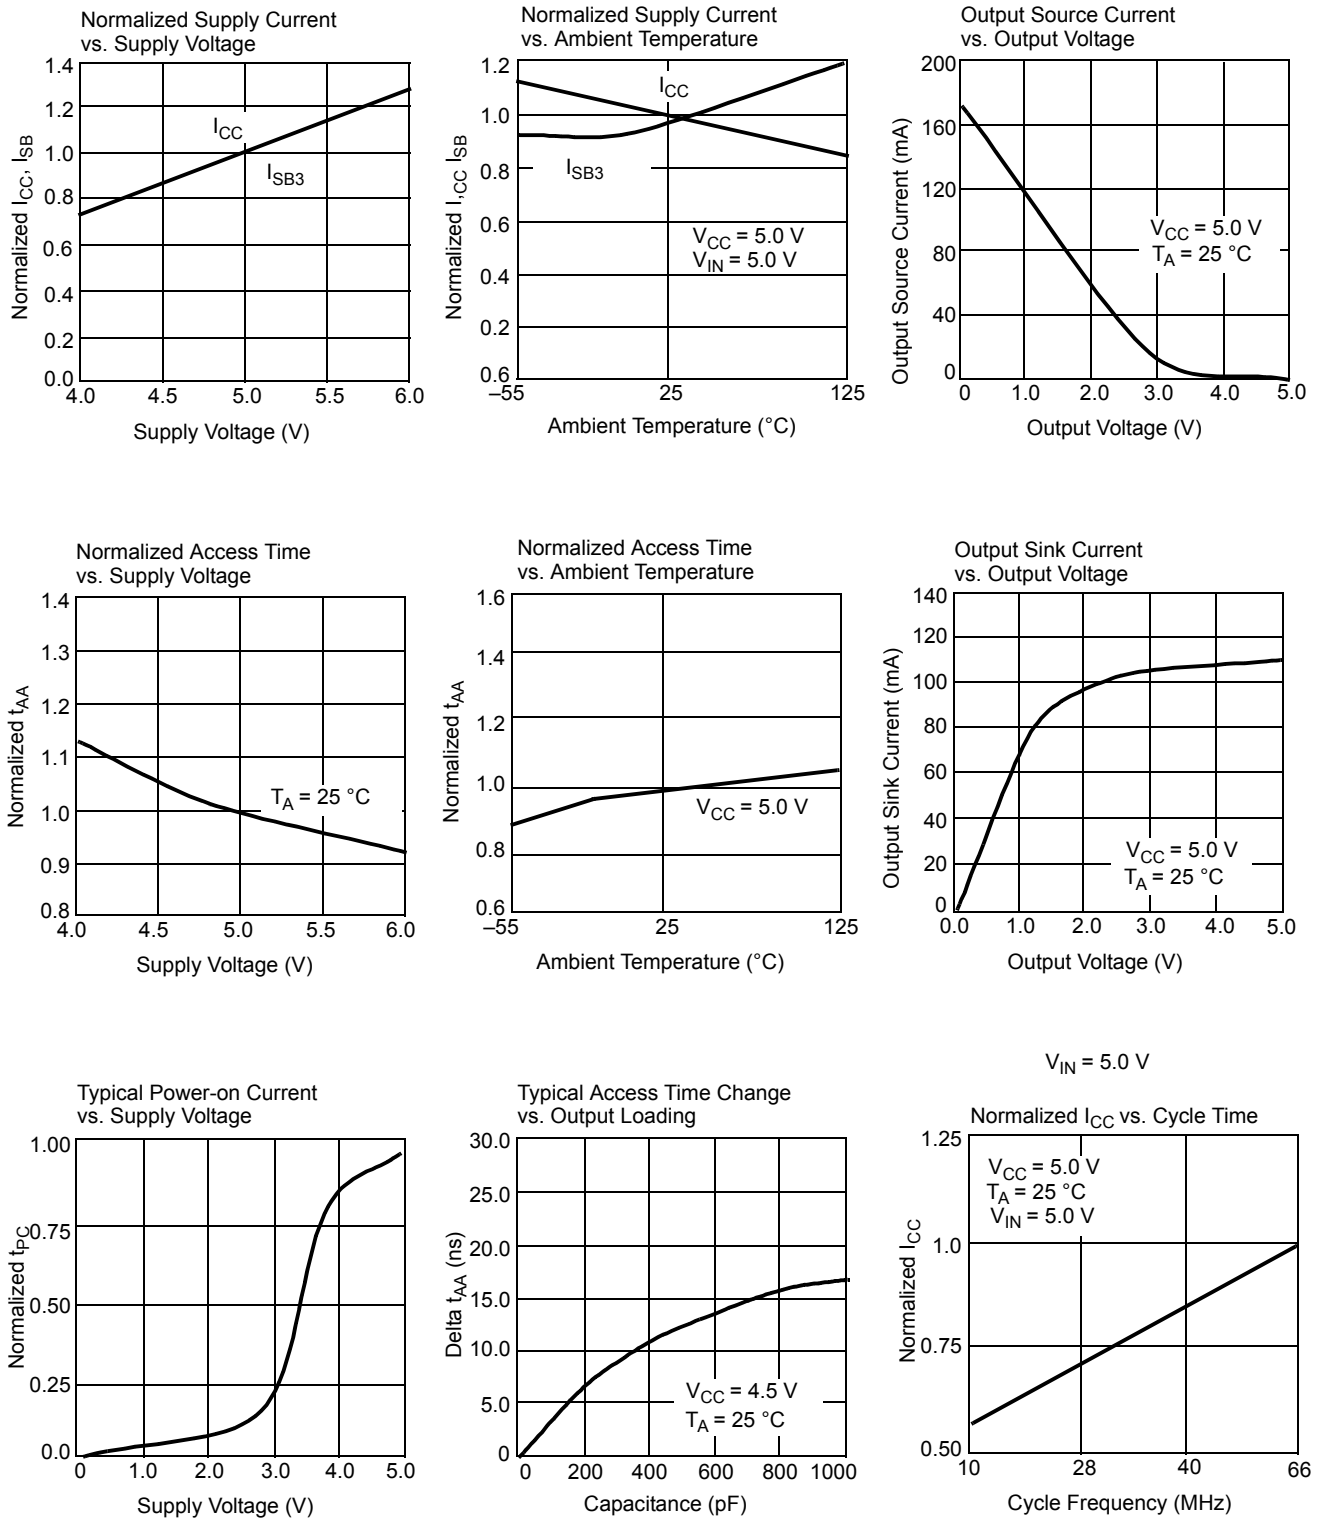 Normalized Supply Current
vs. Supply Voltage
1.4
1.2
1.0
0.8
0.6
0.4
0.2
0.0
Normalized ICC, ISB
ICC
ISB3
4.0 4.5 5.0 5.5 6.0
Supply Voltage (V)
Normalized Supply Current
vs. Ambient Temperature
1.2
1.0
0.8
0.6
0.4
0.2
0.6
Normalized I,CC ISB
ICC
ISB3
VCC = 5.0 V
VIN = 5.0 V
–55 25 125
Ambient Temperature (°C)
Output Source Current
vs. Output Voltage
200
160
120
80
40
0
Output Source Current (mA)
VCC = 5.0 V
TA = 25 °C
0 1.0 2.0 3.0 4.0 5.0
Output Voltage (V)
Normalized Access Time
vs. Supply Voltage
1.4
1.3
1.2
1.1
1.0
0.9
0.8
Normalized tAA
TA = 25 °C
4.0 4.5 5.0 5.5 6.0
Supply Voltage (V)
Normalized Access Time
vs. Ambient Temperature
1.6
1.4
1.2
1.0
0.8
0.6
Normalized tAA
VCC = 5.0 V
–55 25 125
Ambient Temperature (°C)
Output Sink Current
vs. Output Voltage
140
120
100
80
60
40
20
0
Output Sink Current (mA)
VCC = 5.0 V
TA = 25 °C
0.0 1.0 2.0 3.0 4.0 5.0
Output Voltage (V)
Typical Power-on Current
vs. Supply Voltage
1.00
0.75
0.50
0.25
0.0
Normalized tPC
0 1.0 2.0 3.0 4.0 5.0
Supply Voltage (V)
Typical Access Time Change
vs. Output Loading
30.0
25.0
20.0
15.0
10.0
5.0
0
Delta tAA (ns)
VCC = 4.5 V
TA = 25 °C
0 200 400 600 800 1000
Capacitance (pF)
VIN = 5.0 V
Normalized ICC vs. Cycle Time
1.25
1.0
0.75
0.50
Normalized ICC
VCC = 5.0 V
TA = 25 °C
VIN = 5.0 V
10 28 40 66
Cycle Frequency (MHz)